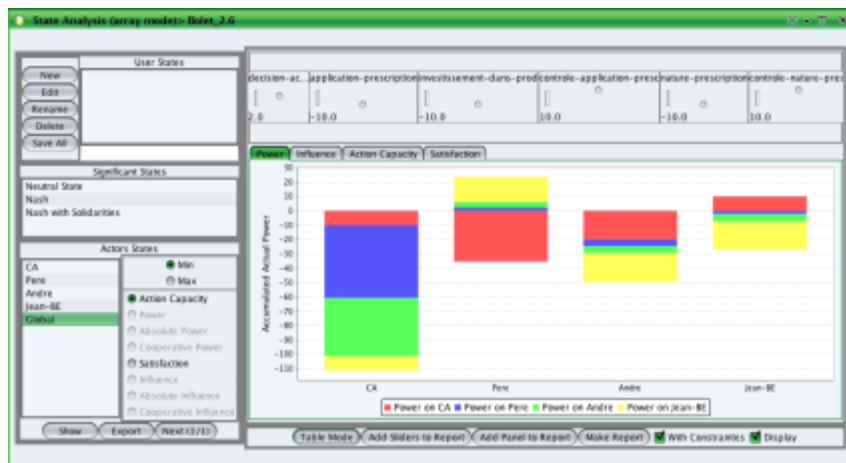 State Analysis (array mode)> Bolet_2.6
User States
New
Edit
Rename
Delete
Save All
Significant States
Neutral State
Nash
Nash with Solidarities
Actors States
CA
Pere
Andre
Jean-BE
Global
Min
Max
Action Capacity
Power
Absolute Power
Cooperative Power
Satisfaction
Influence
Absolute Influence
Cooperative Influence
Show Export Next (1/1)
decision-ac... application-prescription investissement-dans-prod controle-application-presc nature-prescription controle-nature-pres
2.0 -10.0 -10.0 10.0 -10.0 10.0
Power Influence Action Capacity Satisfaction
Accumulated Actual Power
30
20
10
0
-10
-20
-30
-40
-50
-60
-70
-80
-90
-100
-110
CA Pere Andre Jean-BE
Power on CA Power on Pere Power on Andre Power on Jean-BE
Table Mode Add Sliders to Report Add Panel to Report Make Report With Constraintes Display